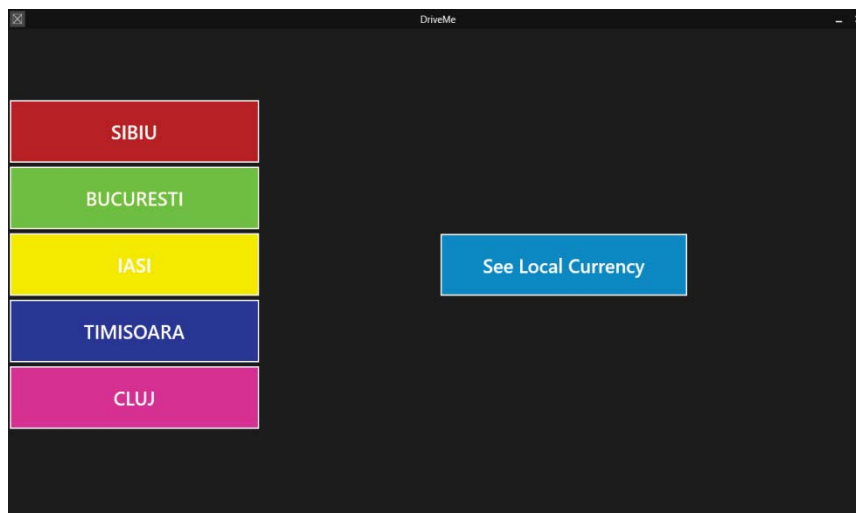 DriveMe
SIBIU
BUCURESTI
IASI
See Local Currency
TIMISOARA
CLUJ